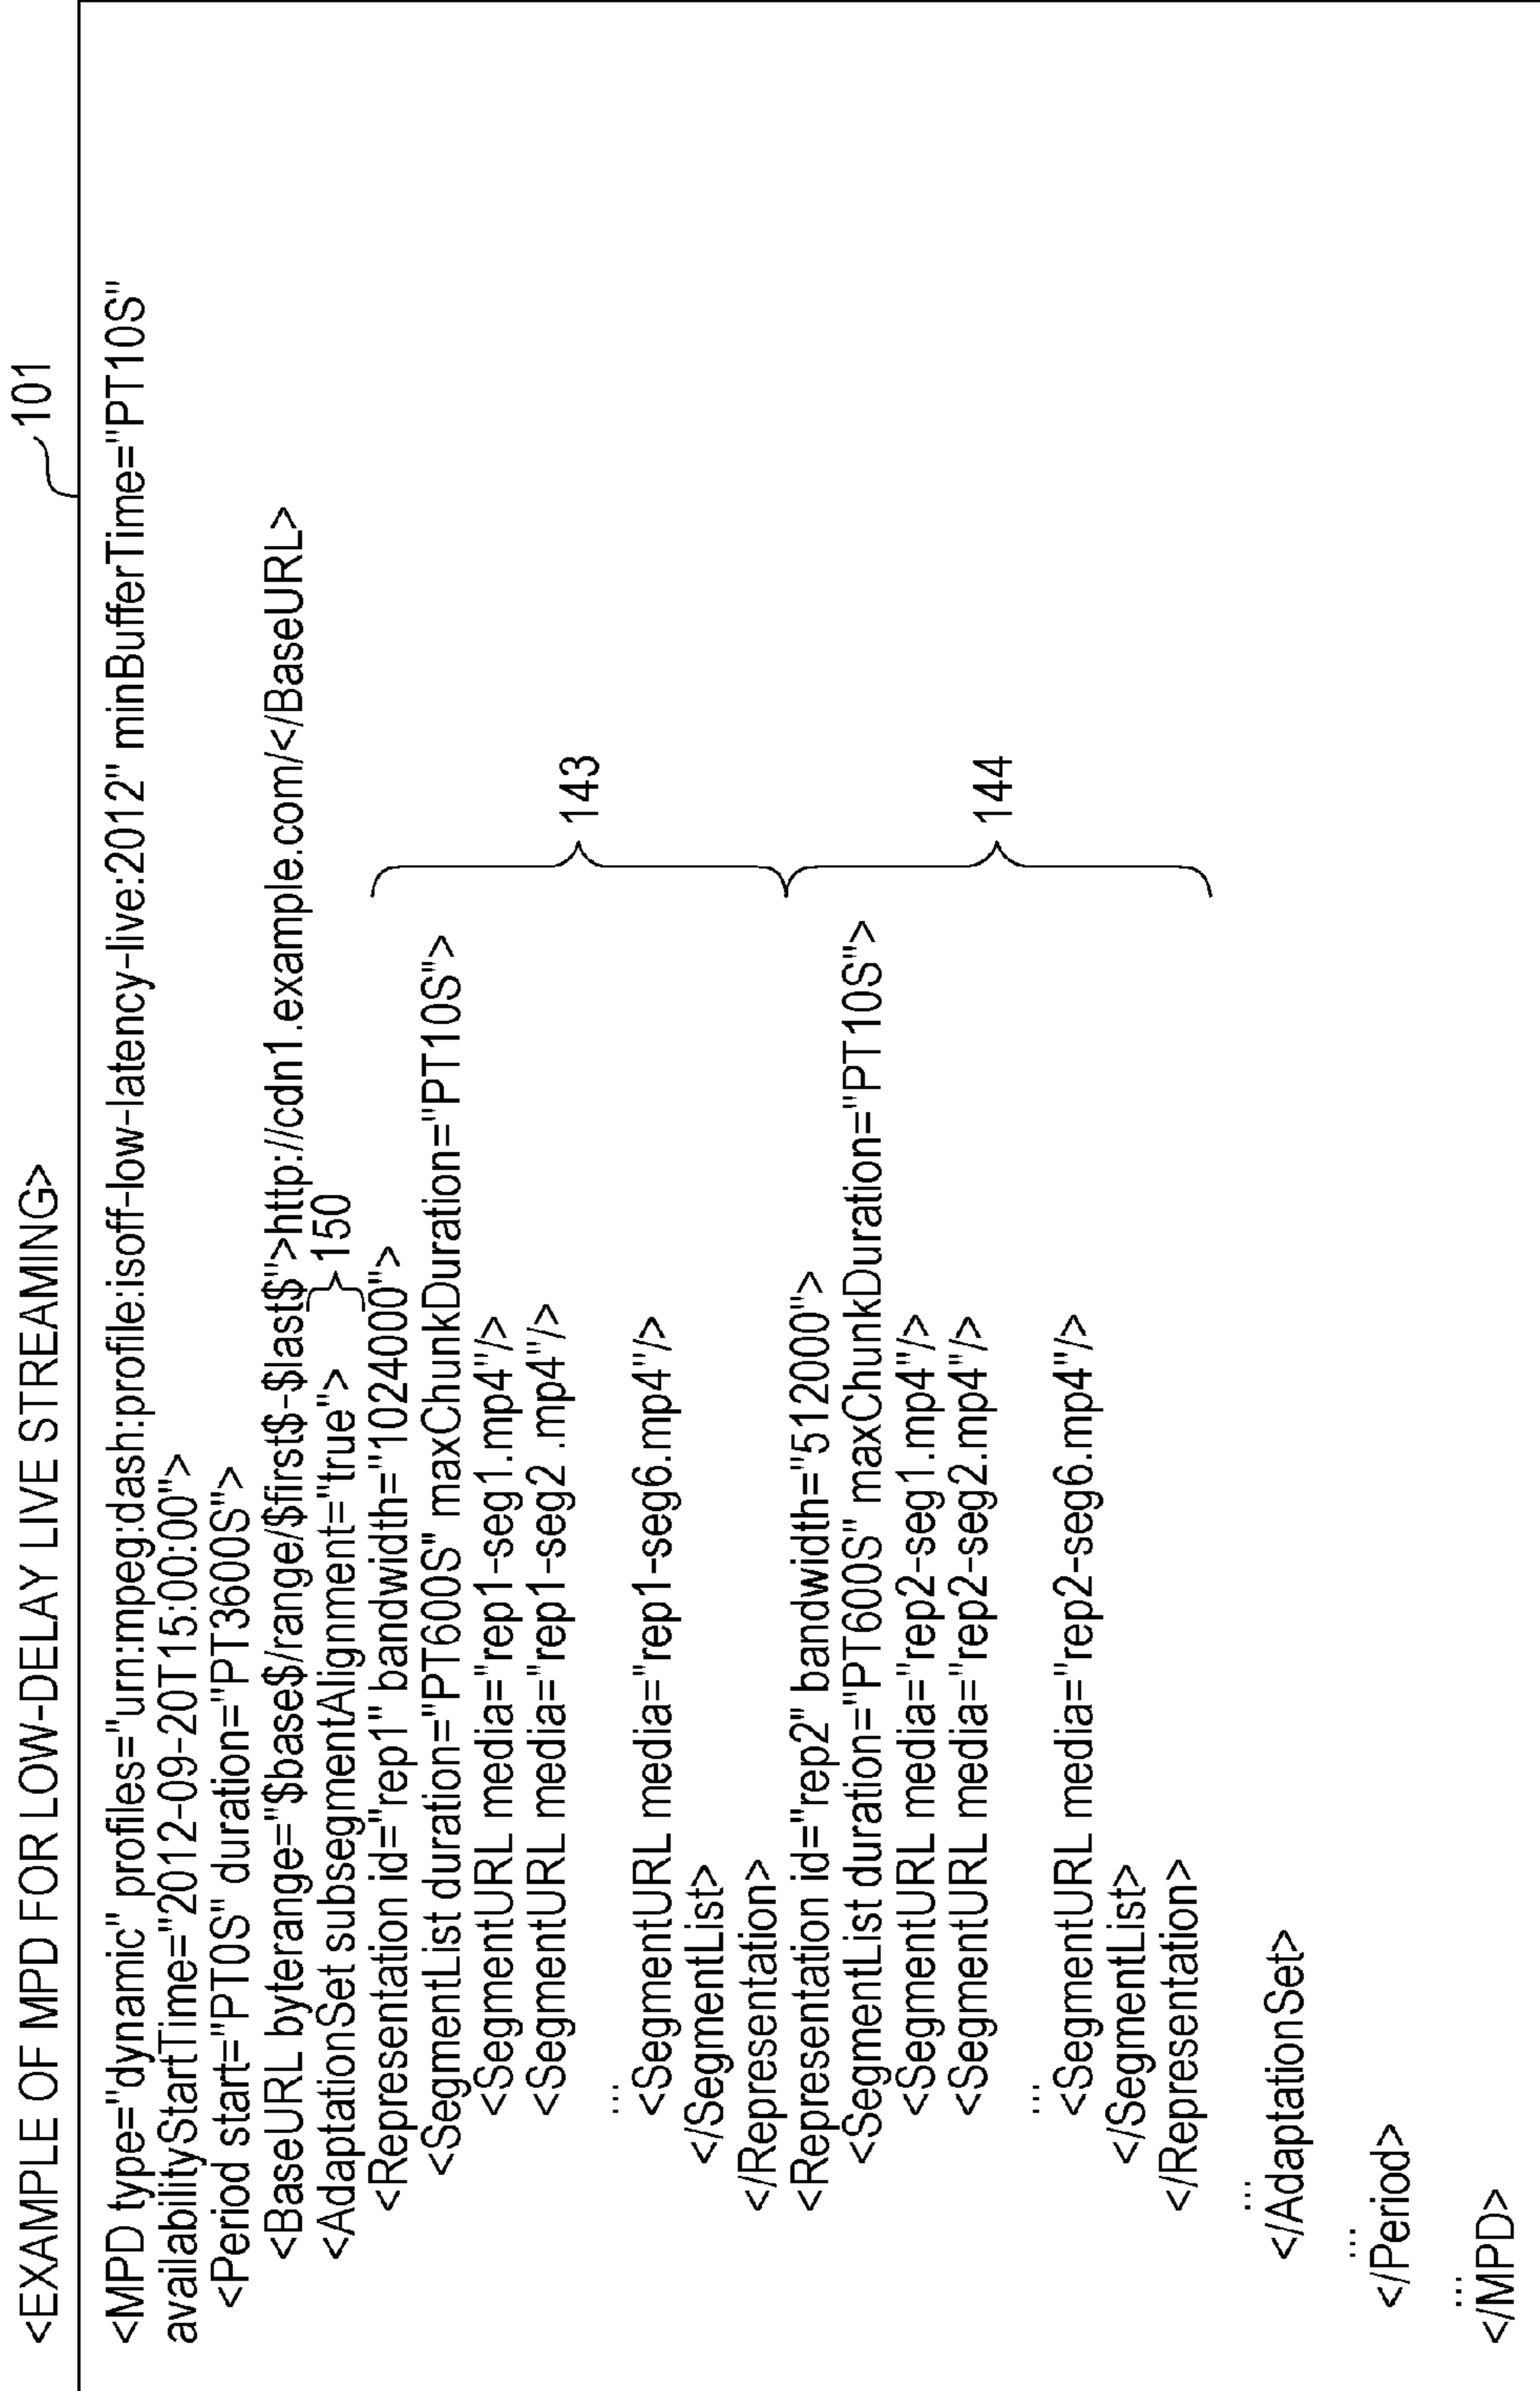 <EXAMPLE OF MPD FOR LOW-DELAY LIVE STREAMING>
101
<MPD type="dynamic" profiles="urn:mpeg:dash:profile:isoff-low-latency-live:2012" minBufferTime="PT10S"
availabilityStartTime="2012-09-20T15:00:00">
<Period start="PT0S" duration="PT3600S">
<BaseURL byterange="$base$/range/$first$-$last$">http://cdn1.example.com/</BaseURL>
<AdaptationSet subsegmentAlignment="true">
150
<Representation id="rep1" bandwidth="1024000">
<SegmentList duration="PT600S" maxChunkDuration="PT10S">
<SegmentURL media="rep1-seg1.mp4"/>
<SegmentURL media="rep1-seg2 .mp4"/>
143
...
<SegmentURL media="rep1-seg6.mp4"/>
</SegmentList>
</Representation>
<Representation id="rep2" bandwidth="512000">
<SegmentList duration="PT600S" maxChunkDuration="PT10S">
<SegmentURL media="rep2-seg1.mp4"/>
<SegmentURL media="rep2-seg2.mp4"/>
144
...
<SegmentURL media="rep2-seg6.mp4"/>
</SegmentList>
</Representation>
...
</AdaptationSet>
...
</Period>
...
</MPD>